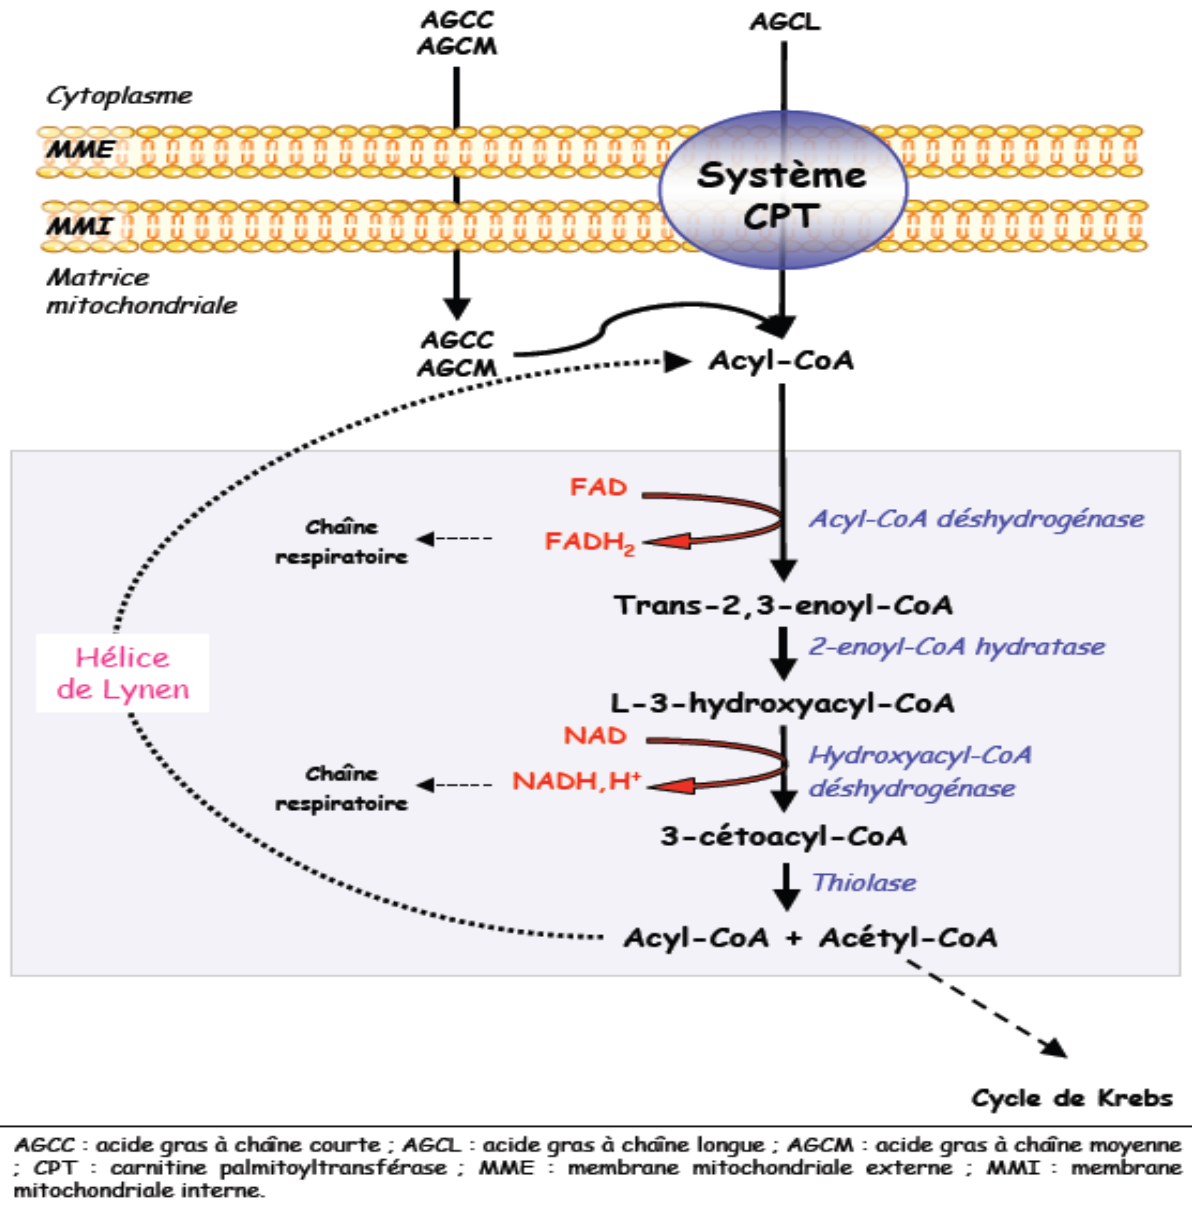 AGCC
AGCM
AGCL
Cytoplasme
MME
Système
CPT
MMI
Matrice
mitochondriale
AGCC
AGCM
Acyl-CoA
FAD
Acyl-CoA déshydrogénase
Chaîne
respiratoire
FADH₂
Trans-2,3-enoyl-CoA
2-enoyl-CoA hydratase
Hélice
de Lynen
L-3-hydroxyacyl-CoA
NAD
Hydroxyacyl-CoA
déshydrogénase
Chaîne
respiratoire
NADH,H⁺
3-cétoacyl-CoA
Thiolase
Acyl-CoA + Acétyl-CoA
Cycle de Krebs
AGCC : acide gras à chaîne courte ; AGCL : acide gras à chaîne longue ; AGCM : acide gras à chaîne moyenne
; CPT : carnitine palmitoyltransférase ; MME : membrane mitochondriale externe ; MMI : membrane
mitochondriale interne.